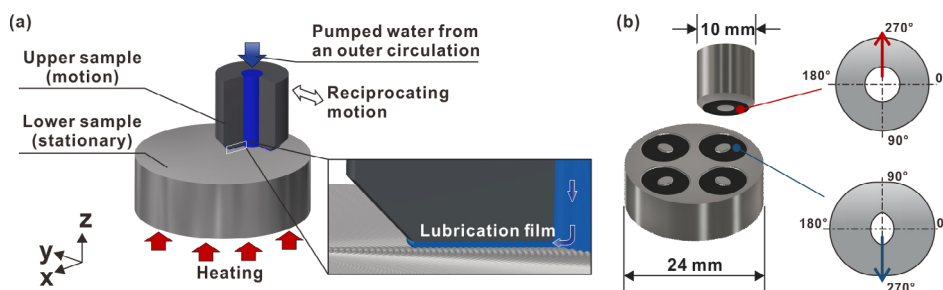 (a)
Pumped water from
an outer circulation
Upper sample
(motion)
Reciprocating
motion
Lower sample
(stationary)
Lubrication film
Heating
z
y
x
(b)
10 mm
270°
180°
0
90°
90°
180°
0
270°
24 mm